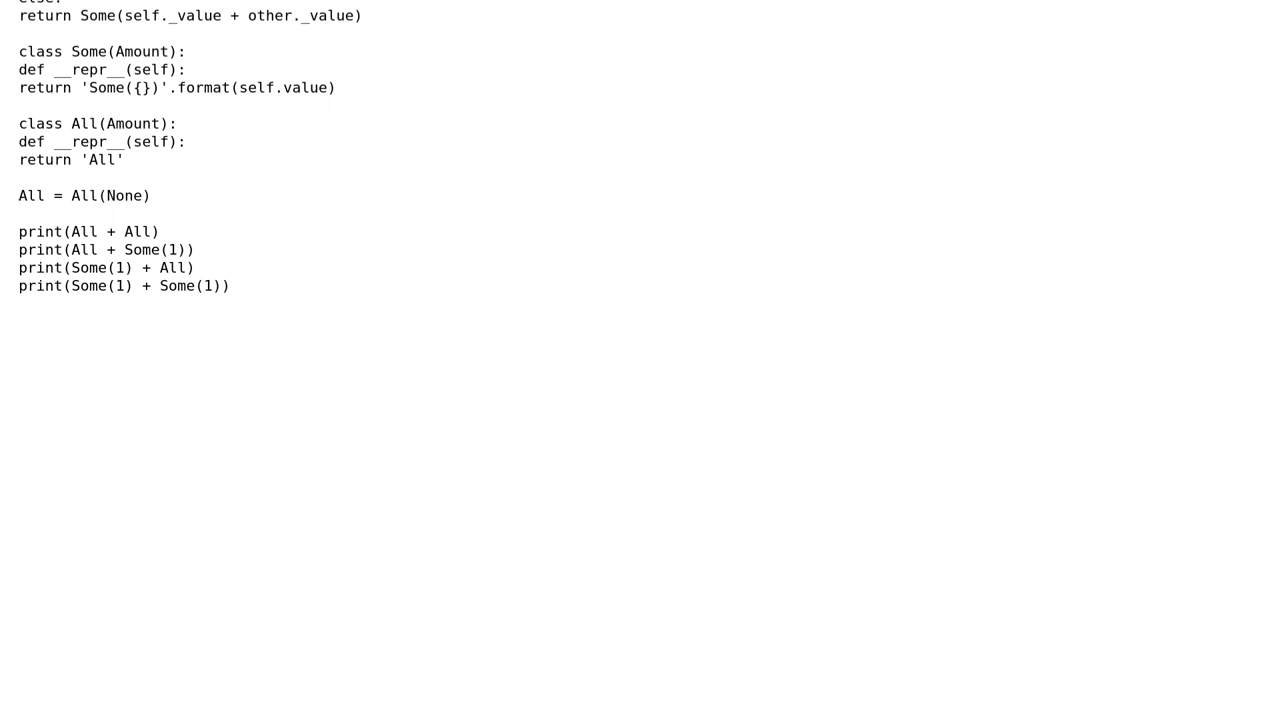 else:
return Some(self._value + other._value)

class Some(Amount):
def __repr__(self):
return 'Some({})'.format(self.value)

class All(Amount):
def __repr__(self):
return 'All'

All = All(None)

print(All + All)
print(All + Some(1))
print(Some(1) + All)
print(Some(1) + Some(1))